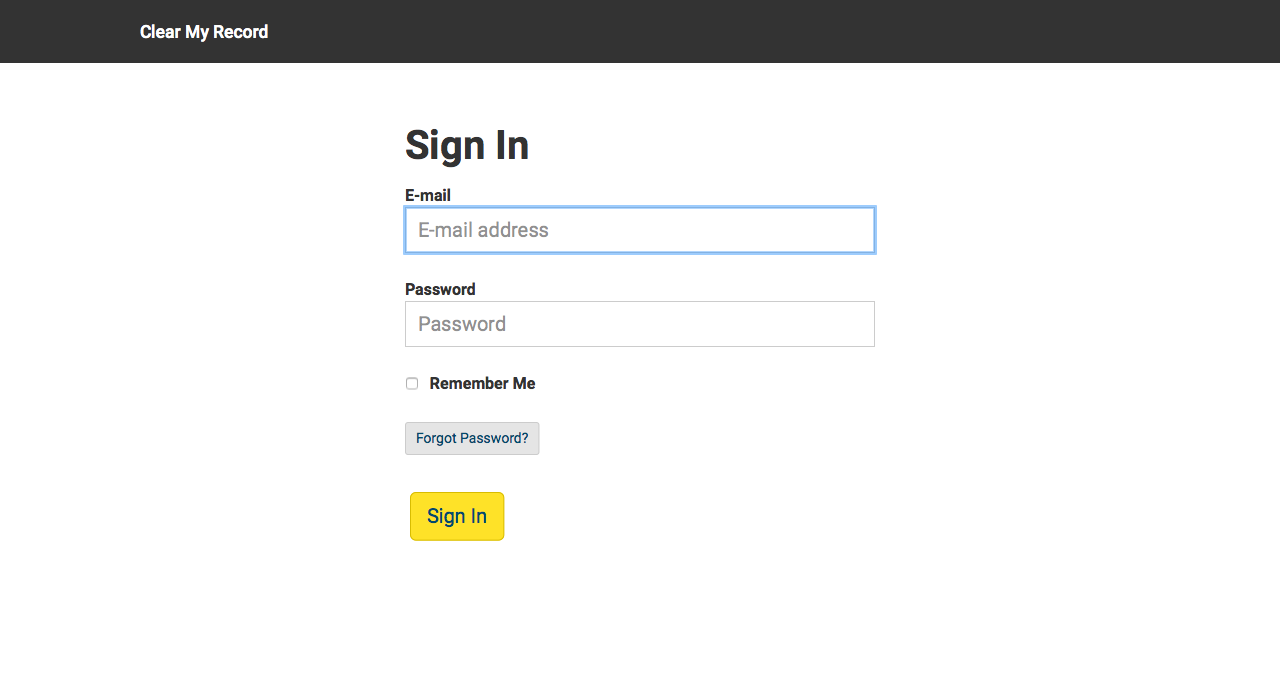 Clear My Record
Sign In
E-mail
E-mail address
Password
Password
Remember Me
Forgot Password?
Sign In